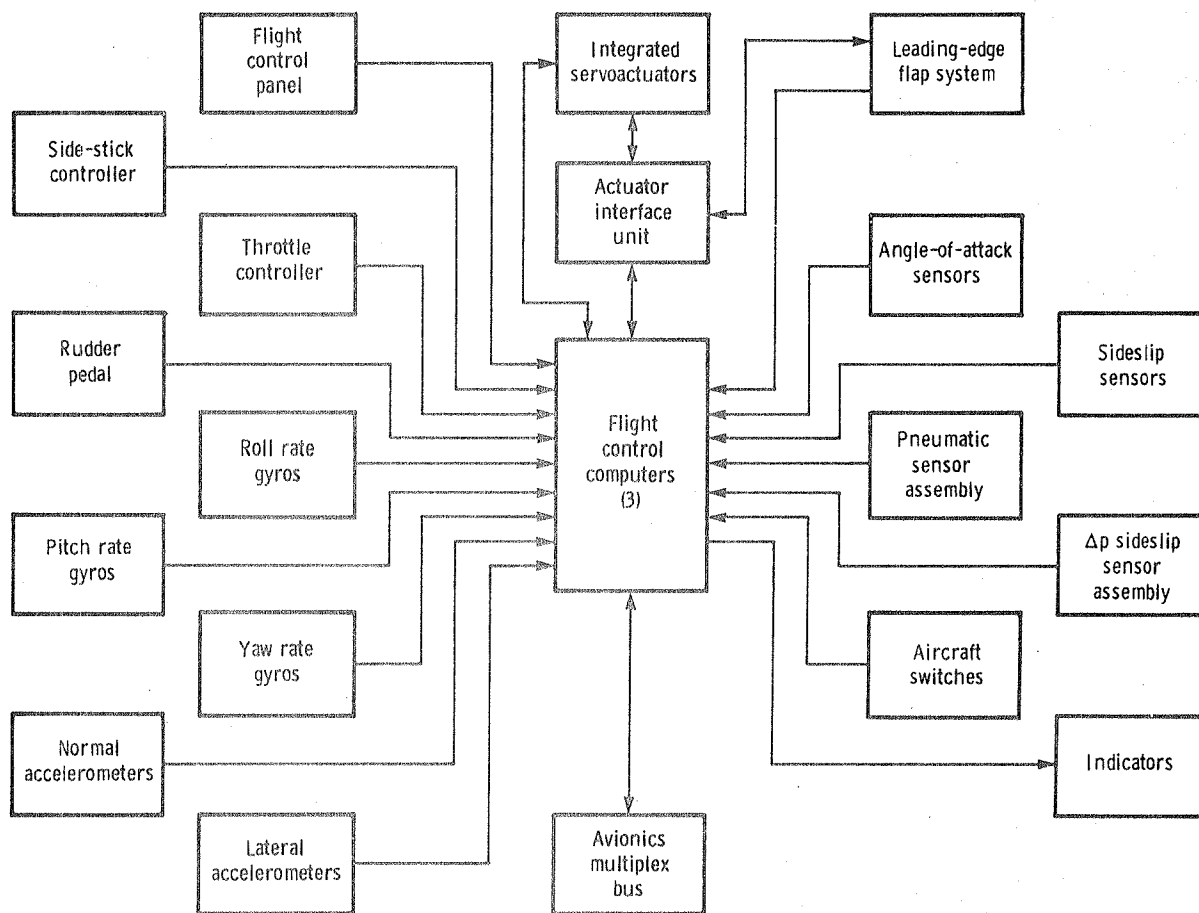 Flight
control
panel
Integrated
servoactuators
Leading-edge
flap system
Side-stick
controller
Actuator
interface
unit
Throttle
controller
Angle-of-attack
sensors
Rudder
pedal
Sideslip
sensors
Flight
control
computers
(3)
Roll rate
gyros
Pneumatic
sensor
assembly
Pitch rate
gyros
Δp sideslip
sensor
assembly
Yaw rate
gyros
Aircraft
switches
Normal
accelerometers
Indicators
Lateral
accelerometers
Avionics
multiplex
bus